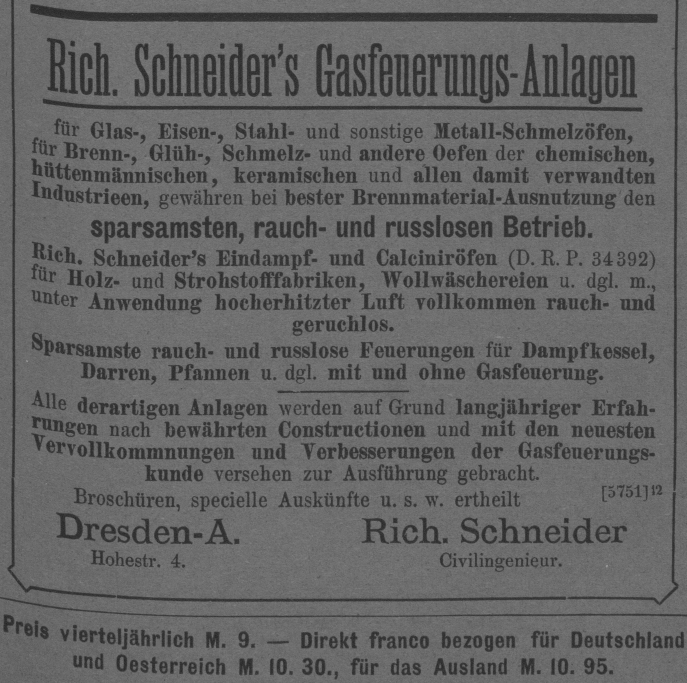 Rich. Schneider's Gasfeuerungs-Anlagen
für Glas-, Eisen-, Stahl- und sonstige Metall-Schmelzöfen,
für Brenn-, Glüh-, Schmelz- und andere Oefen der chemischen,
hüttenmännischen, keramischen und allen damit verwandten
Industrieen, gewähren bei bester Brennmaterial-Ausnutzung den
sparsamsten, rauch- und russlosen Betrieb.
Rich. Schneider's Eindampf- und Calciniröfen (D. R. P. 34392)
für Holz- und Strohstofffabriken, Wollwäschereien u. dgl. m.,
unter Anwendung hocherhitzter Luft vollkommen rauch- und
geruchlos.
Sparsamste rauch- und russlose Feuerungen für Dampfkessel,
Darren, Pfannen u. dgl. mit und ohne Gasfeuerung.
Alle derartigen Anlagen werden auf Grund langjähriger Erfah-
rungen nach bewährten Constructionen und mit den neuesten
Vervollkommnungen und Verbesserungen der Gasfeuerungs-
kunde versehen zur Ausführung gebracht.
Broschüren, specielle Auskünfte u. s. w. ertheilt [5751]12
Dresden-A. Rich. Schneider
Hohestr. 4. Civilingenieur.
Preis vierteljährlich M. 9. — Direkt franco bezogen für Deutschland
und Oesterreich M. 10. 30., für das Ausland M. 10. 95.